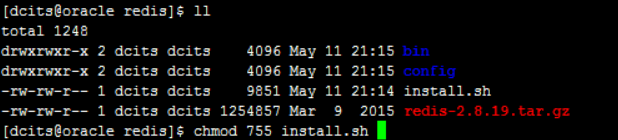 [dcits@oracle redis]$ ll
total 1248
drwxrwxr-x 2 dcits dcits    4096 May 11 21:15 bin
drwxrwxr-x 2 dcits dcits    4096 May 11 21:15 config
-rw-rw-r-- 1 dcits dcits    9851 May 11 21:14 install.sh
-rw-rw-r-- 1 dcits dcits 1254857 Mar  9  2015 redis-2.8.19.tar.gz
[dcits@oracle redis]$ chmod 755 install.sh